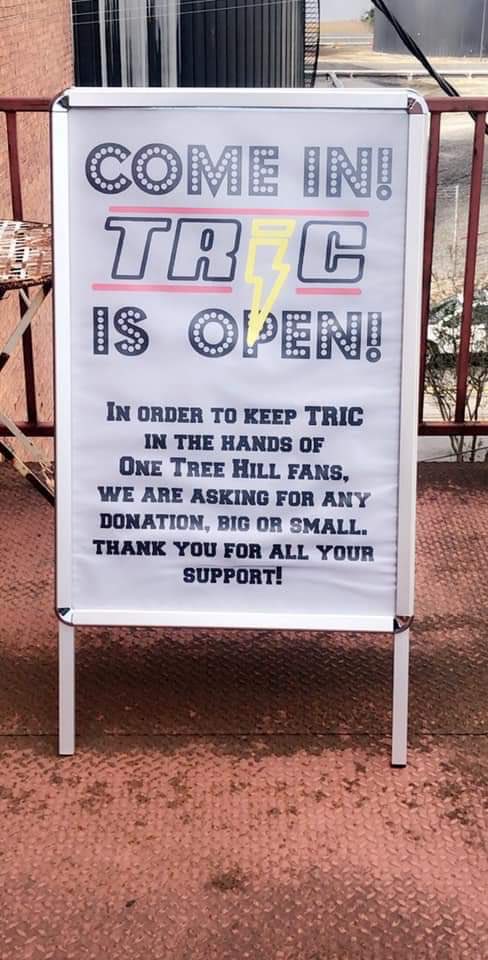 COME IN!
TRIC
IS OPEN!
IN ORDER TO KEEP TRIC
IN THE HANDS OF
ONE TREE HILL FANS,
WE ARE ASKING FOR ANY
DONATION, BIG OR SMALL.
THANK YOU FOR ALL YOUR
SUPPORT!